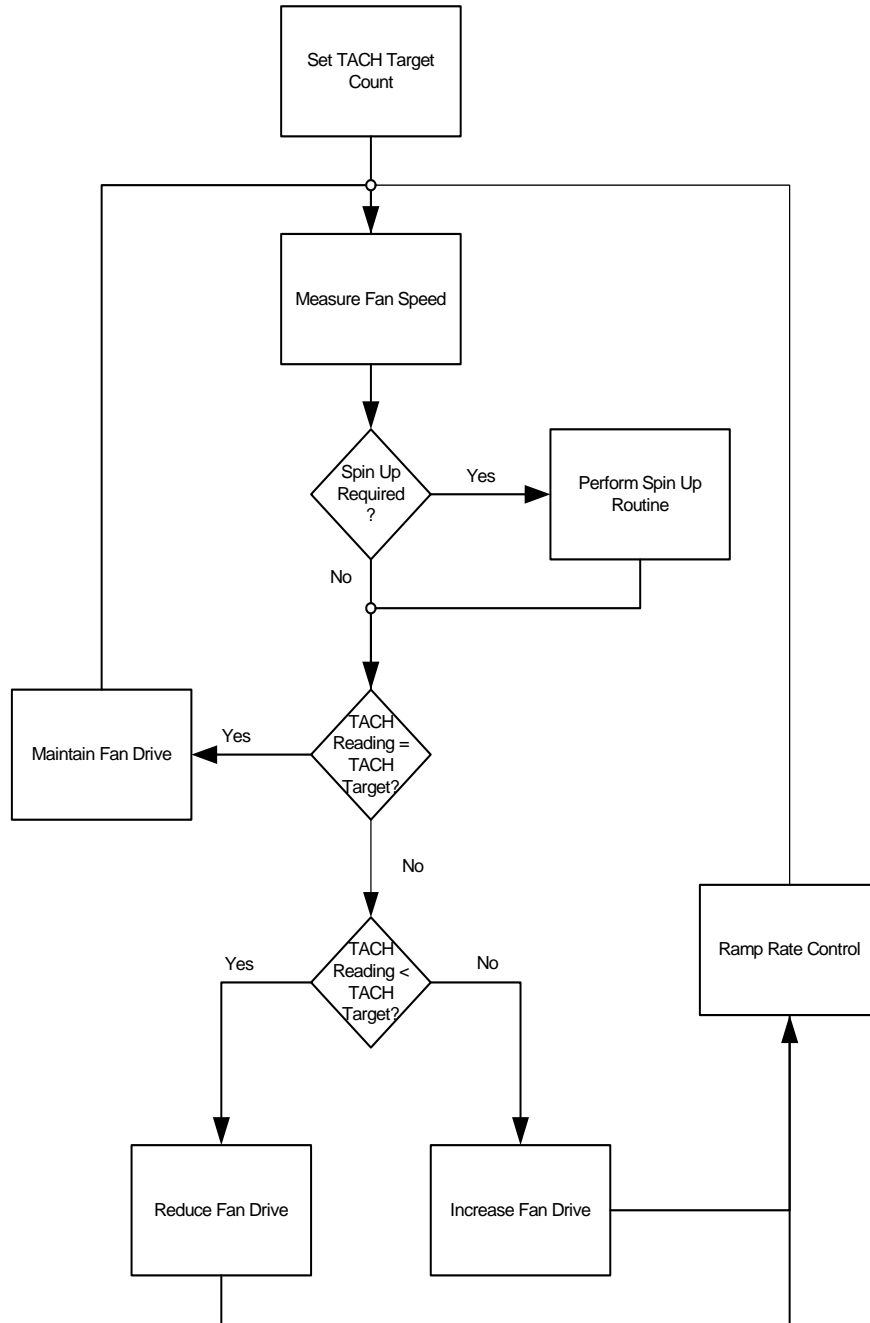 Set TACH Target
Count
Measure Fan Speed
Spin Up
Required
?
Yes
Perform Spin Up
Routine
No
TACH
Reading =
TACH
Target?
Yes
Maintain Fan Drive
No
TACH
Reading <
TACH
Target?
Yes
No
Ramp Rate Control
Reduce Fan Drive
Increase Fan Drive